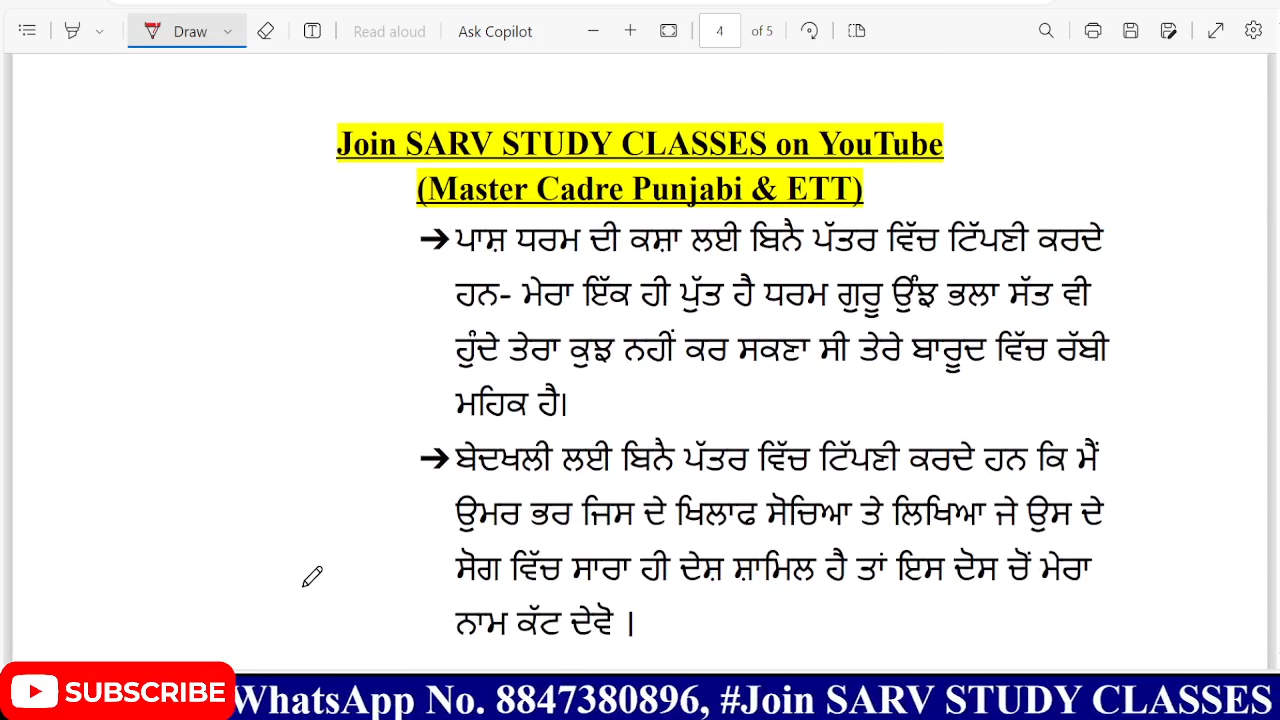 Draw
Read aloud
Ask Copilot
4
of 5
Join SARV STUDY CLASSES on YouTube
(Master Cadre Punjabi & ETT)
➔ਪਾਸ਼ ਧਰਮ ਦੀ ਕਸ਼ਾ ਲਈ ਬਿਨੈ ਪੱਤਰ ਵਿੱਚ ਟਿੱਪਣੀ ਕਰਦੇ
ਹਨ- ਮੇਰਾ ਇੱਕ ਹੀ ਪੁੱਤ ਹੈ ਧਰਮ ਗੁਰੂ ਉੰਝ ਭਲਾ ਸੱਤ ਵੀ
ਹੁੰਦੇ ਤੇਰਾ ਕੁਝ ਨਹੀਂ ਕਰ ਸਕਣਾ ਸੀ ਤੇਰੇ ਬਾਰੂਦ ਵਿੱਚ ਰੱਬੀ
ਮਹਿਕ ਹੈ।
➔ਬੇਦਖਲੀ ਲਈ ਬਿਨੈ ਪੱਤਰ ਵਿੱਚ ਟਿੱਪਣੀ ਕਰਦੇ ਹਨ ਕਿ ਮੈਂ
ਉਮਰ ਭਰ ਜਿਸ ਦੇ ਖਿਲਾਫ ਸੋਚਿਆ ਤੇ ਲਿਖਿਆ ਜੇ ਉਸ ਦੇ
ਸੋਗ ਵਿੱਚ ਸਾਰਾ ਹੀ ਦੇਸ਼ ਸ਼ਾਮਿਲ ਹੈ ਤਾਂ ਇਸ ਦੋਸ ਚੋਂ ਮੇਰਾ
ਨਾਮ ਕੱਟ ਦੇਵੋ ।
SUBSCRIBE
WhatsApp No. 8847380896, #Join SARV STUDY CLASSES